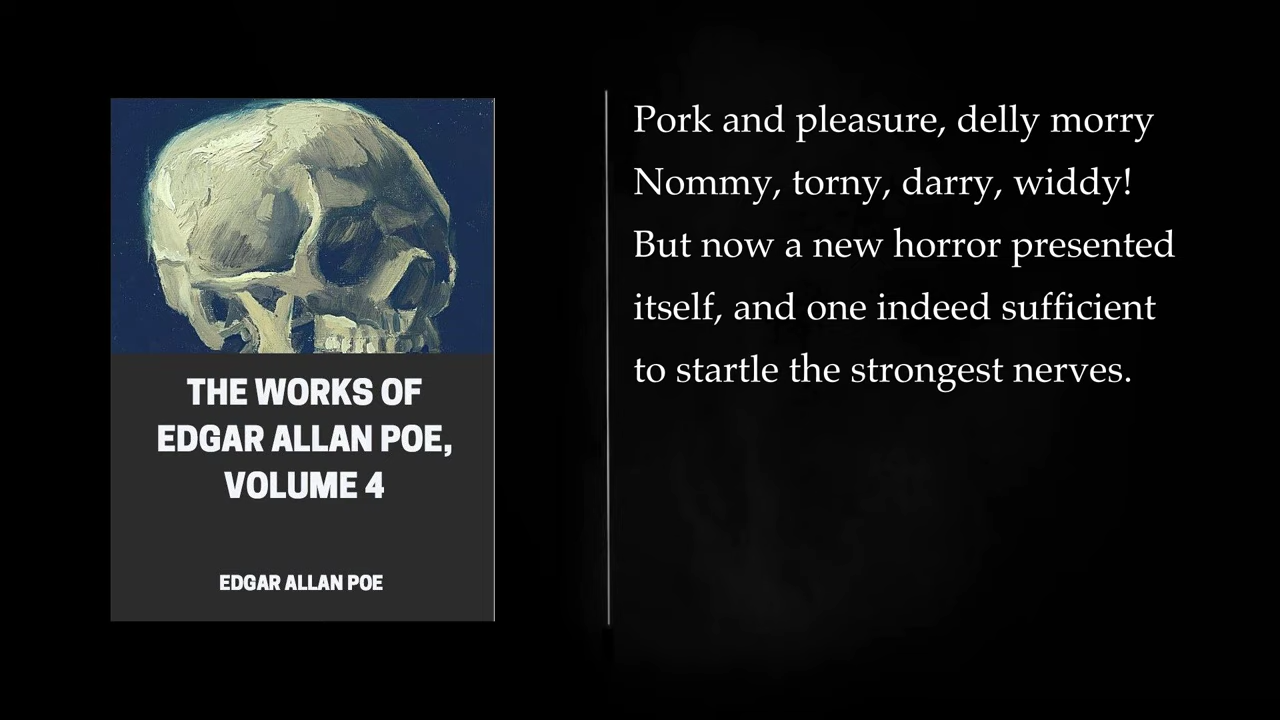 THE WORKS OF
EDGAR ALLAN POE,
VOLUME 4
EDGAR ALLAN POE
Pork and pleasure, delly morry
Nommy, torny, darry, widdy!
But now a new horror presented
itself, and one indeed sufficient
to startle the strongest nerves.